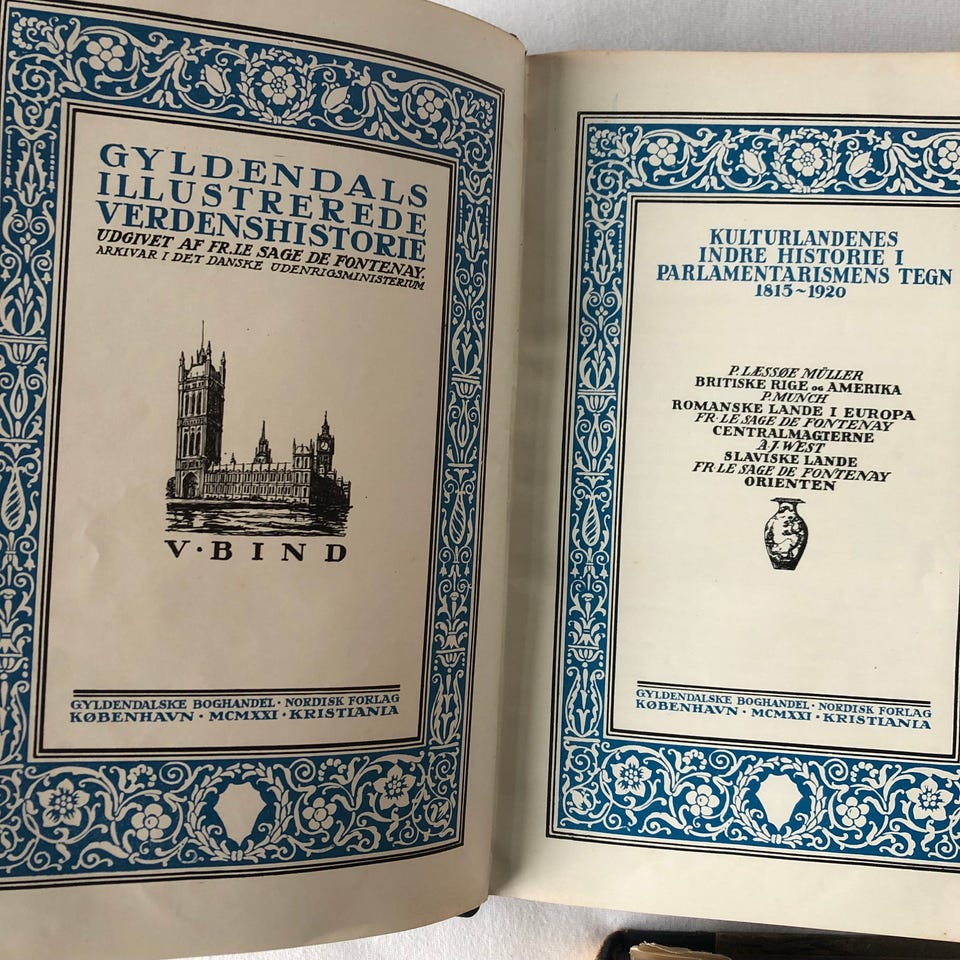 GYLDENDALS
ILLUSTREREDE
VERDENSHISTORIE
UDGIVET AF FR. LE SAGE DE FONTENAY.
ARKIVAR I DET DANSKE UDENRIGSMINISTERIUM
V · BIND
GYLDENDALSKE BOGHANDEL · NORDISK FORLAG
KØBENHAVN · MCMXXI · KRISTIANIA
KULTURLANDENES
INDRE HISTORIE I
PARLAMENTARISMENS TEGN
1815~1920
P. LÆSSØE MÜLLER
BRITISKE RIGE OG AMERIKA
P. MUNCH
ROMANSKE LANDE I EUROPA
FR. LE SAGE DE FONTENAY
CENTRALMAGTERNE
A. J. WEST
SLAVISKE LANDE
FR. LE SAGE DE FONTENAY
ORIENTEN
GYLDENDALSKE BOGHANDEL · NORDISK FORLAG
KØBENHAVN · MCMXXI · KRISTIANIA